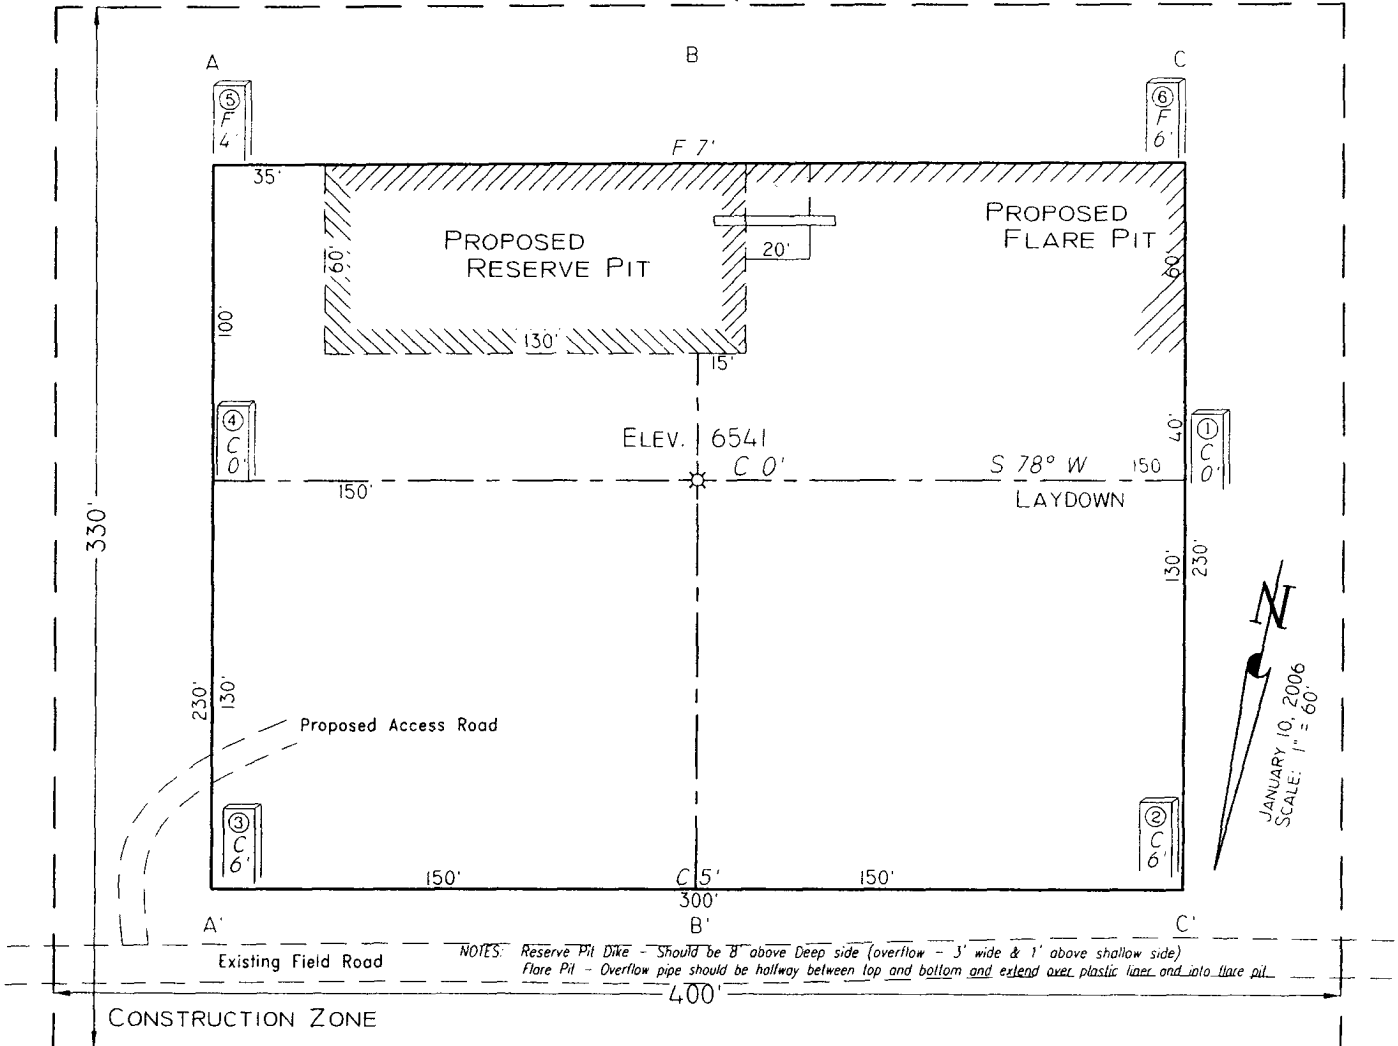 A
B
C
5
F
4'
6
F
6'
F 7'
35'
PROPOSED
RESERVE PIT
60'
20'
PROPOSED
FLARE PIT
60'
100'
130'
15'
4
C
0'
ELEV. 6541
C 0'
S 78° W
150
40'
1
C
0'
150'
LAYDOWN
330'
130'
230'
N
JANUARY 10, 2006
SCALE: 1" = 60'
230'
130'
Proposed Access Road
3
C
6'
2
C
6'
150'
C 5'
150'
300'
A'
B'
C'
NOTES: Reserve Pit Dike - Should be 8' above Deep side (overflow - 3' wide & 1' above shallow side)
Flare Pit - Overflow pipe should be halfway between top and bottom and extend over plastic liner and into flare pit
Existing Field Road
400'
CONSTRUCTION ZONE